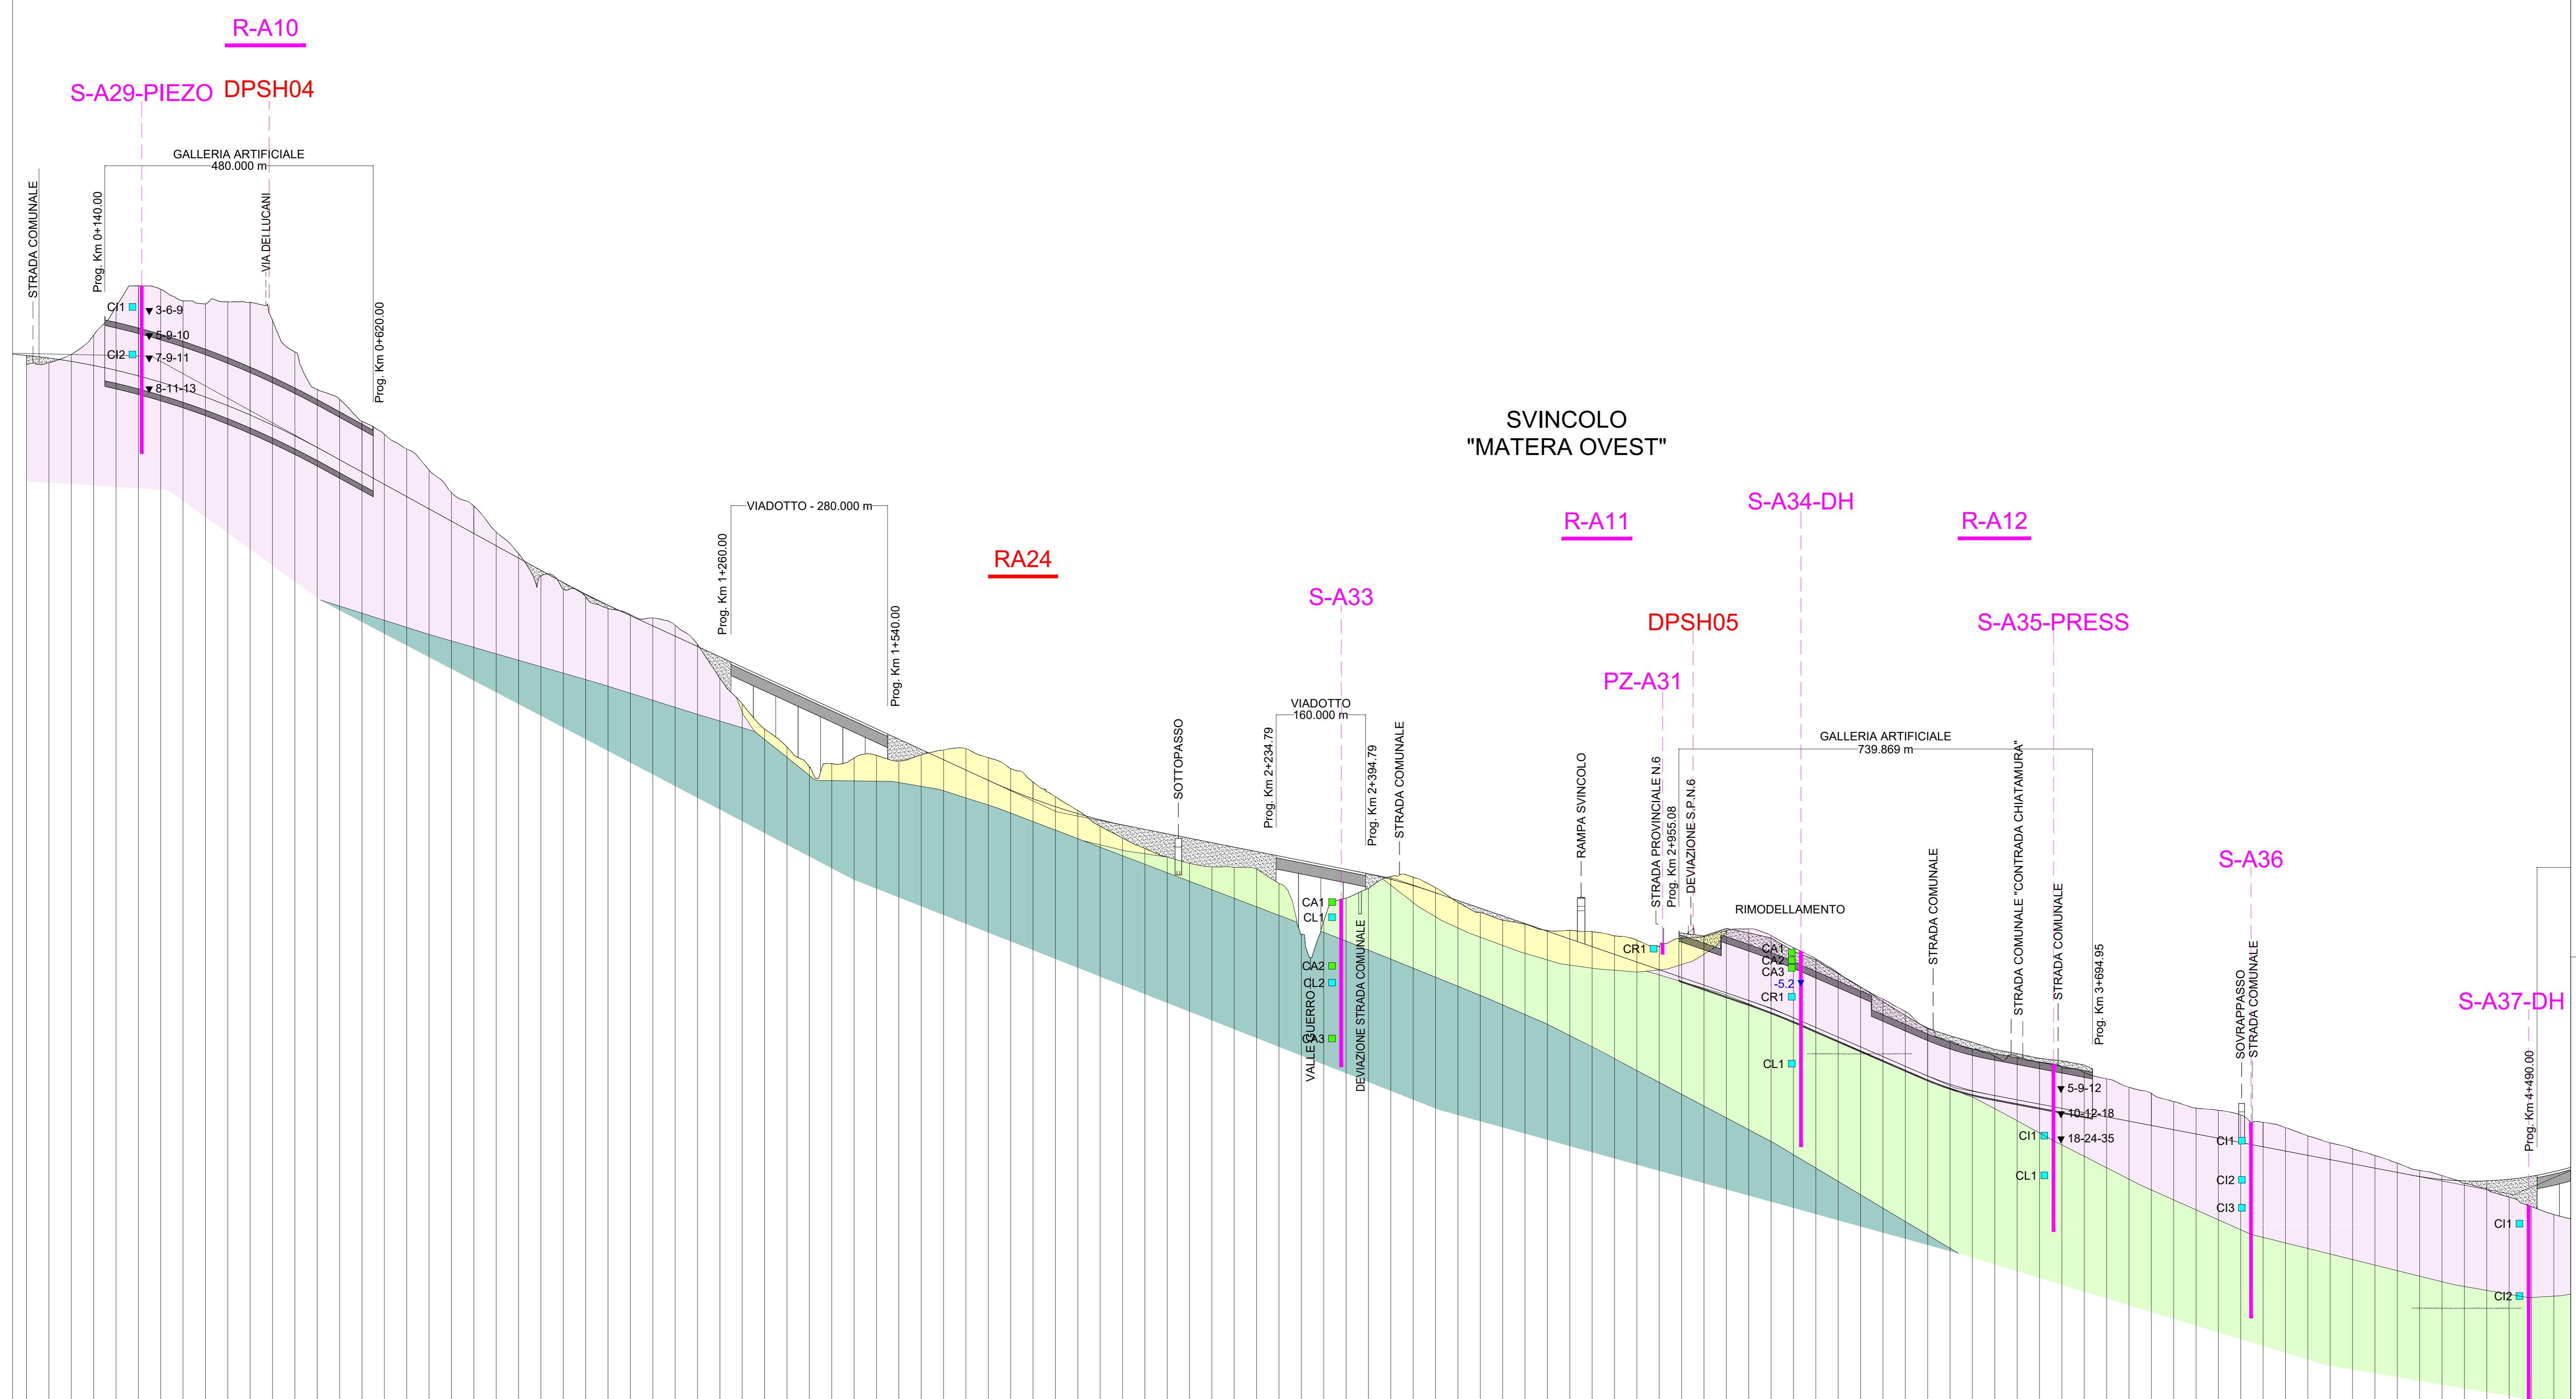 R-A10
S-A29-PIEZO
DPSH04
GALLERIA ARTIFICIALE
480.000 m
STRADA COMUNALE
Prog. Km 0+140.00
VIA DEI LUCANI
Prog. Km 0+620.00
CI1
3-6-9
5-9-10
CI2
7-9-11
8-11-13
SVINCOLO
"MATERA OVEST"
VIADOTTO - 280.000 m
Prog. Km 1+260.00
Prog. Km 1+540.00
RA24
SOTTOPASSO
S-A33
VIADOTTO
160.000 m
Prog. Km 2+234.79
Prog. Km 2+394.79
STRADA COMUNALE
CA1
CL1
CA2
CL2
CA3
VALLE GUERRO
DEVIAZIONE STRADA COMUNALE
RAMPA SVINCOLO
R-A11
S-A34-DH
R-A12
DPSH05
PZ-A31
S-A35-PRESS
STRADA PROVINCIALE N.6
Prog. Km 2+955.08
DEVIAZIONE S.P.N.6
GALLERIA ARTIFICIALE
739.869 m
RIMODELLAMENTO
CR1
CA1
CA2
CA3
-5.2
CR1
CL1
STRADA COMUNALE
STRADA COMUNALE "CONTRADA CHIATAMURA"
STRADA COMUNALE
Prog. Km 3+694.95
5-9-12
10-12-18
CI1
18-24-35
CL1
S-A36
SOVRAPPASSO
STRADA COMUNALE
CI1
CI2
CI3
S-A37-DH
Prog. Km 4+490.00
CI1
CI2